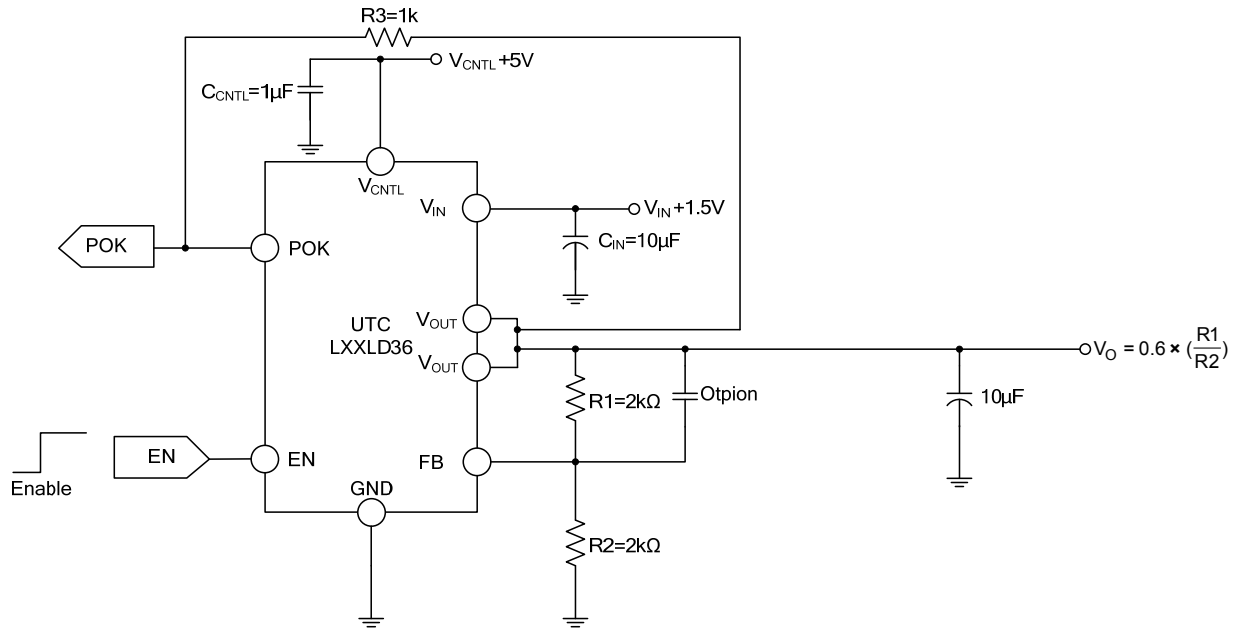 R3=1k
VCNTL+5V
CCNTL=1µF
VCNTL
VIN
VIN+1.5V
CIN=10µF
POK
POK
VOUT
UTC
LXXLD36
VOUT
VO = 0.6 × (R1/R2)
R1=2kΩ
Otpion
10µF
EN
EN
FB
Enable
GND
R2=2kΩ